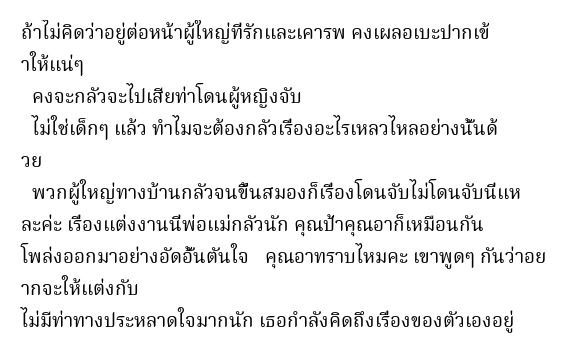 ถ้าไม่คิดว่าอยู่ต่อหน้าผู้ใหญ่ที่รักและเคารพ คงเผลอเบะปากเข้
าให้แน่ๆ
คงจะกลัวจะไปเสียท่าโดนผู้หญิงจับ
ไม่ใช่เด็กๆ แล้ว ทำไมจะต้องกลัวเรื่องอะไรเหลวไหลอย่างนั้นด้
วย
พวกผู้ใหญ่ทางบ้านกลัวจนขึ้นสมองก็เรื่องโดนจับไม่โดนจับนี่แห
ละค่ะ เรื่องแต่งงานนี่พ่อแม่กลัวนัก คุณป้าคุณอาก็เหมือนกัน
โพล่งออกมาอย่างอัดอั้นตันใจ คุณอาทราบไหมคะ เขาพูดๆ กันว่าอย
ากจะให้แต่งกับ
ไม่มีท่าทางประหลาดใจมากนัก เธอกำลังคิดถึงเรื่องของตัวเองอยู่